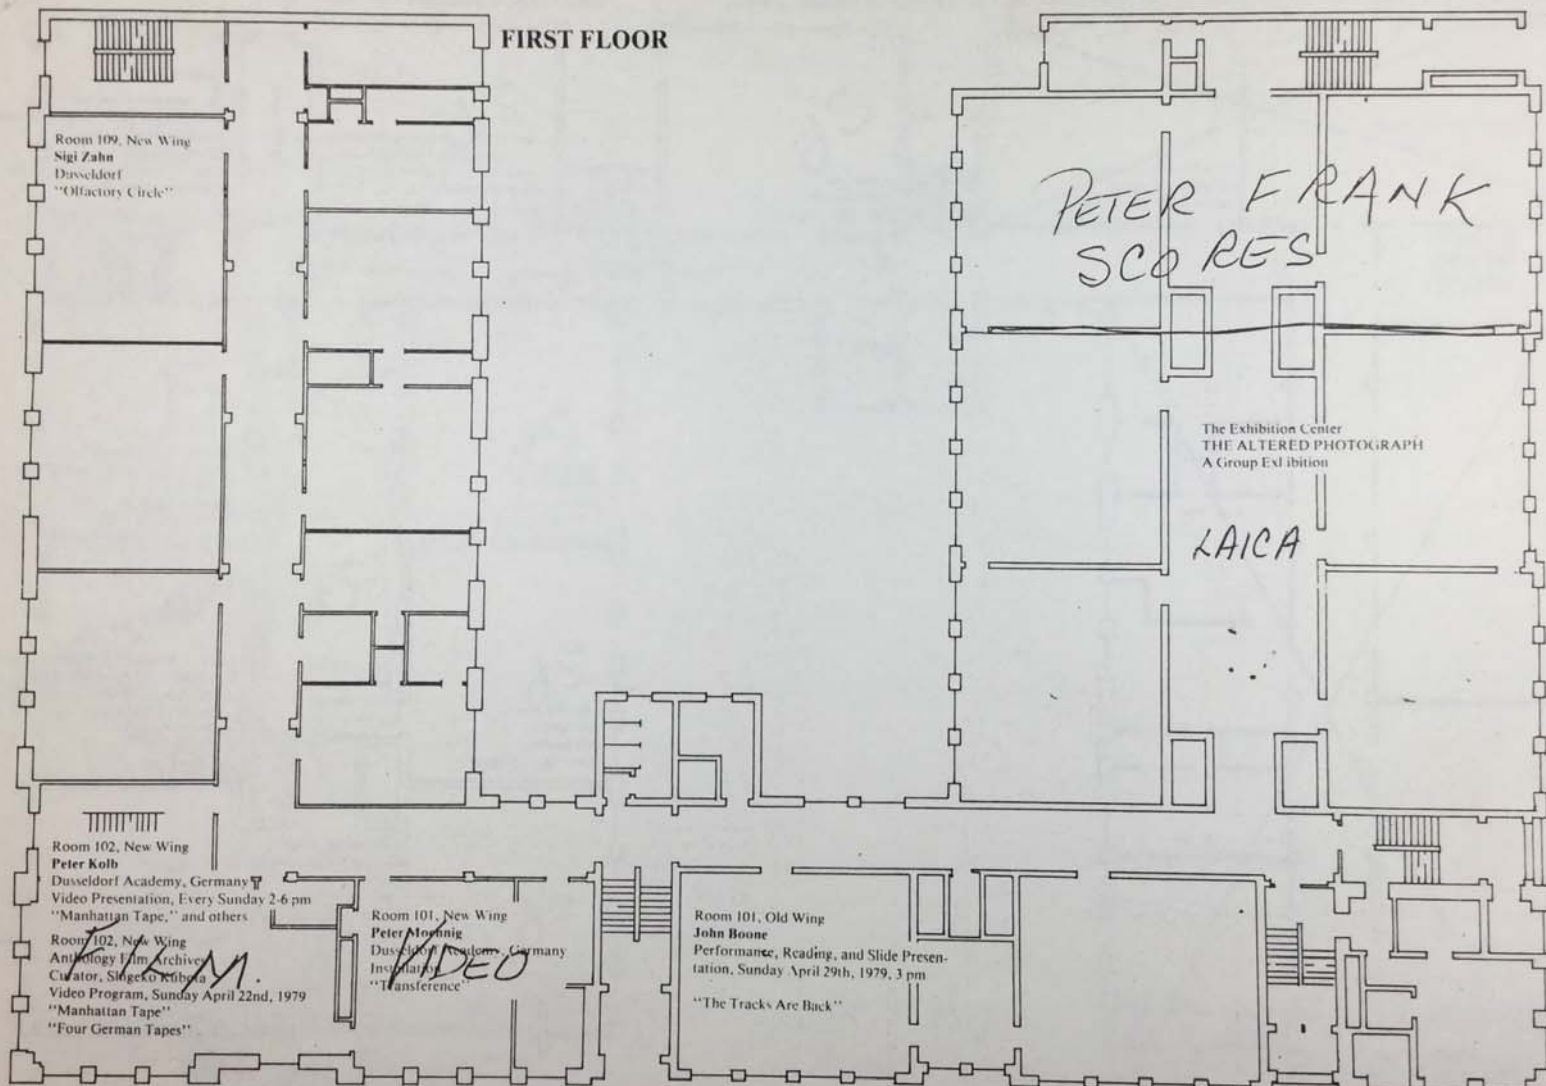 FIRST FLOOR
Room 109, New Wing
Sigi Zahn
Dusseldorf
"Olfactory Circle"
PETER FRANK
SCORES
The Exhibition Center
THE ALTERED PHOTOGRAPH
A Group Exhibition
LAICA
Room 102, New Wing
Peter Kolb
Dusseldorf Academy, Germany
Video Presentation, Every Sunday 2-6 pm
"Manhattan Tape," and others
Room 102, New Wing
Anthology Film Archives
Curator, Shigeko Kubota
Video Program, Sunday April 22nd, 1979
"Manhattan Tape"
"Four German Tapes"
FILM.
Room 101, New Wing
Peter Moennig
Dusseldorf Academy, Germany
Installation
"Transference"
VIDEO
Room 101, Old Wing
John Boone
Performance, Reading, and Slide Presen-
tation, Sunday April 29th, 1979, 3 pm
"The Tracks Are Back"